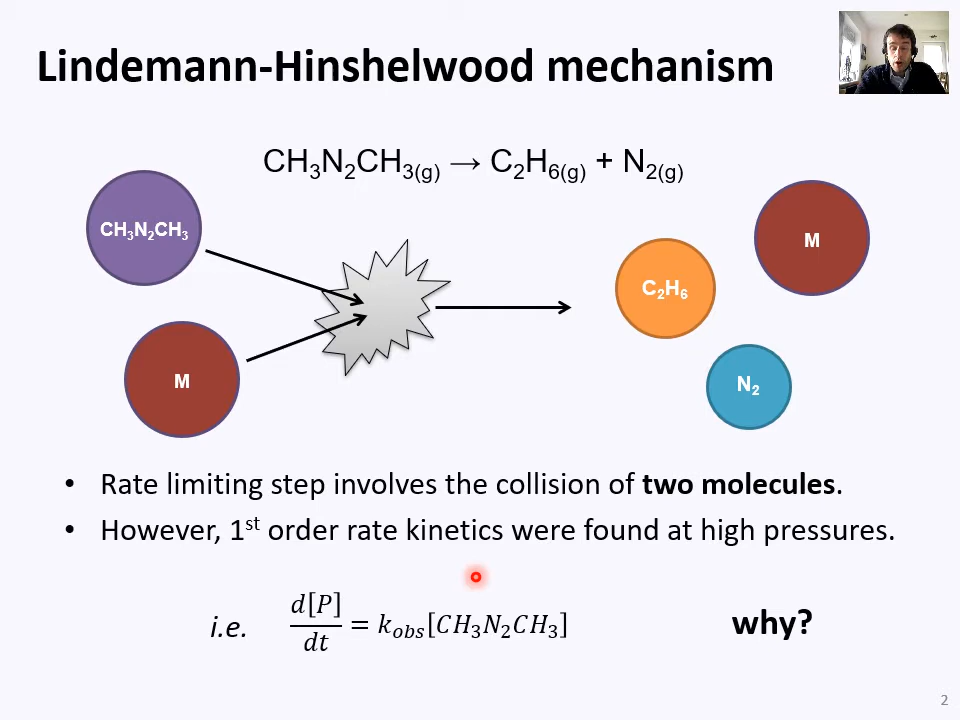 Lindemann-Hinshelwood mechanism
CH₃N₂CH₃₍g₎ → C₂H₆₍g₎ + N₂₍g₎
CH₃N₂CH₃
M
C₂H₆
M
N₂
• Rate limiting step involves the collision of two molecules.
• However, 1ˢᵗ order rate kinetics were found at high pressures.
i.e. d[P]/dt = k_obs[CH₃N₂CH₃] why?
2